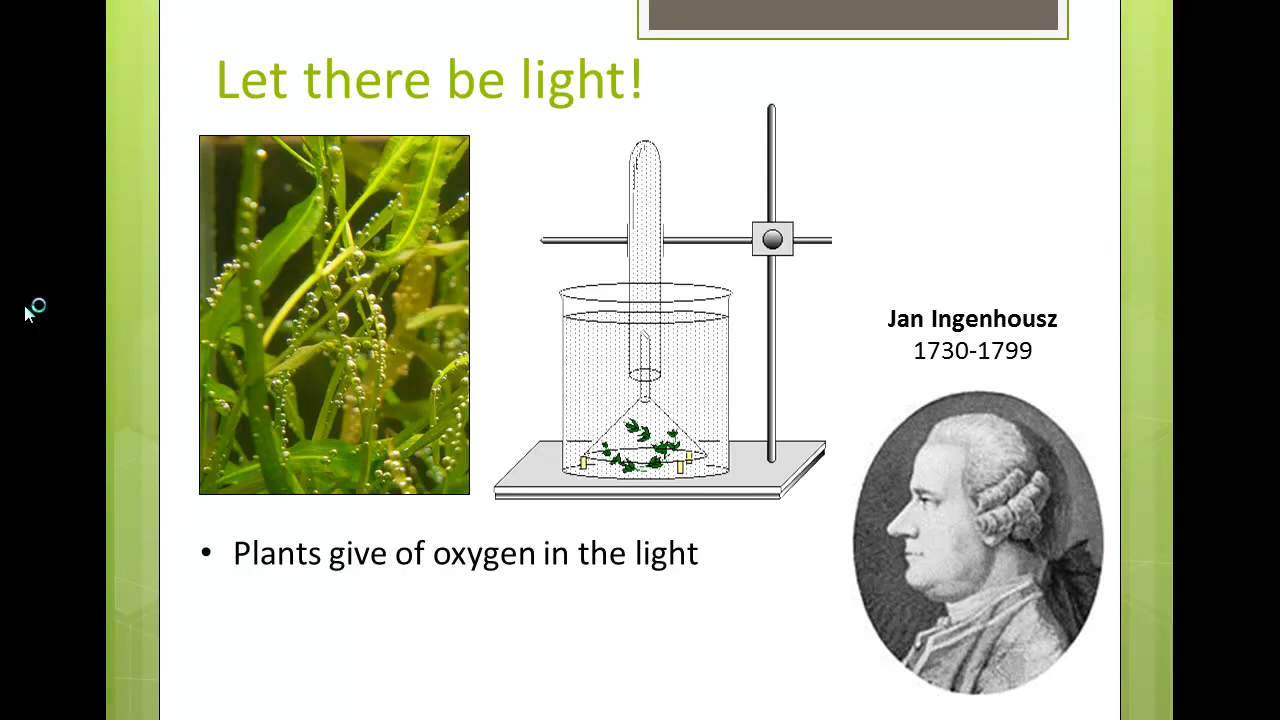 Let there be light!
Jan Ingenhousz
1730-1799
• Plants give of oxygen in the light